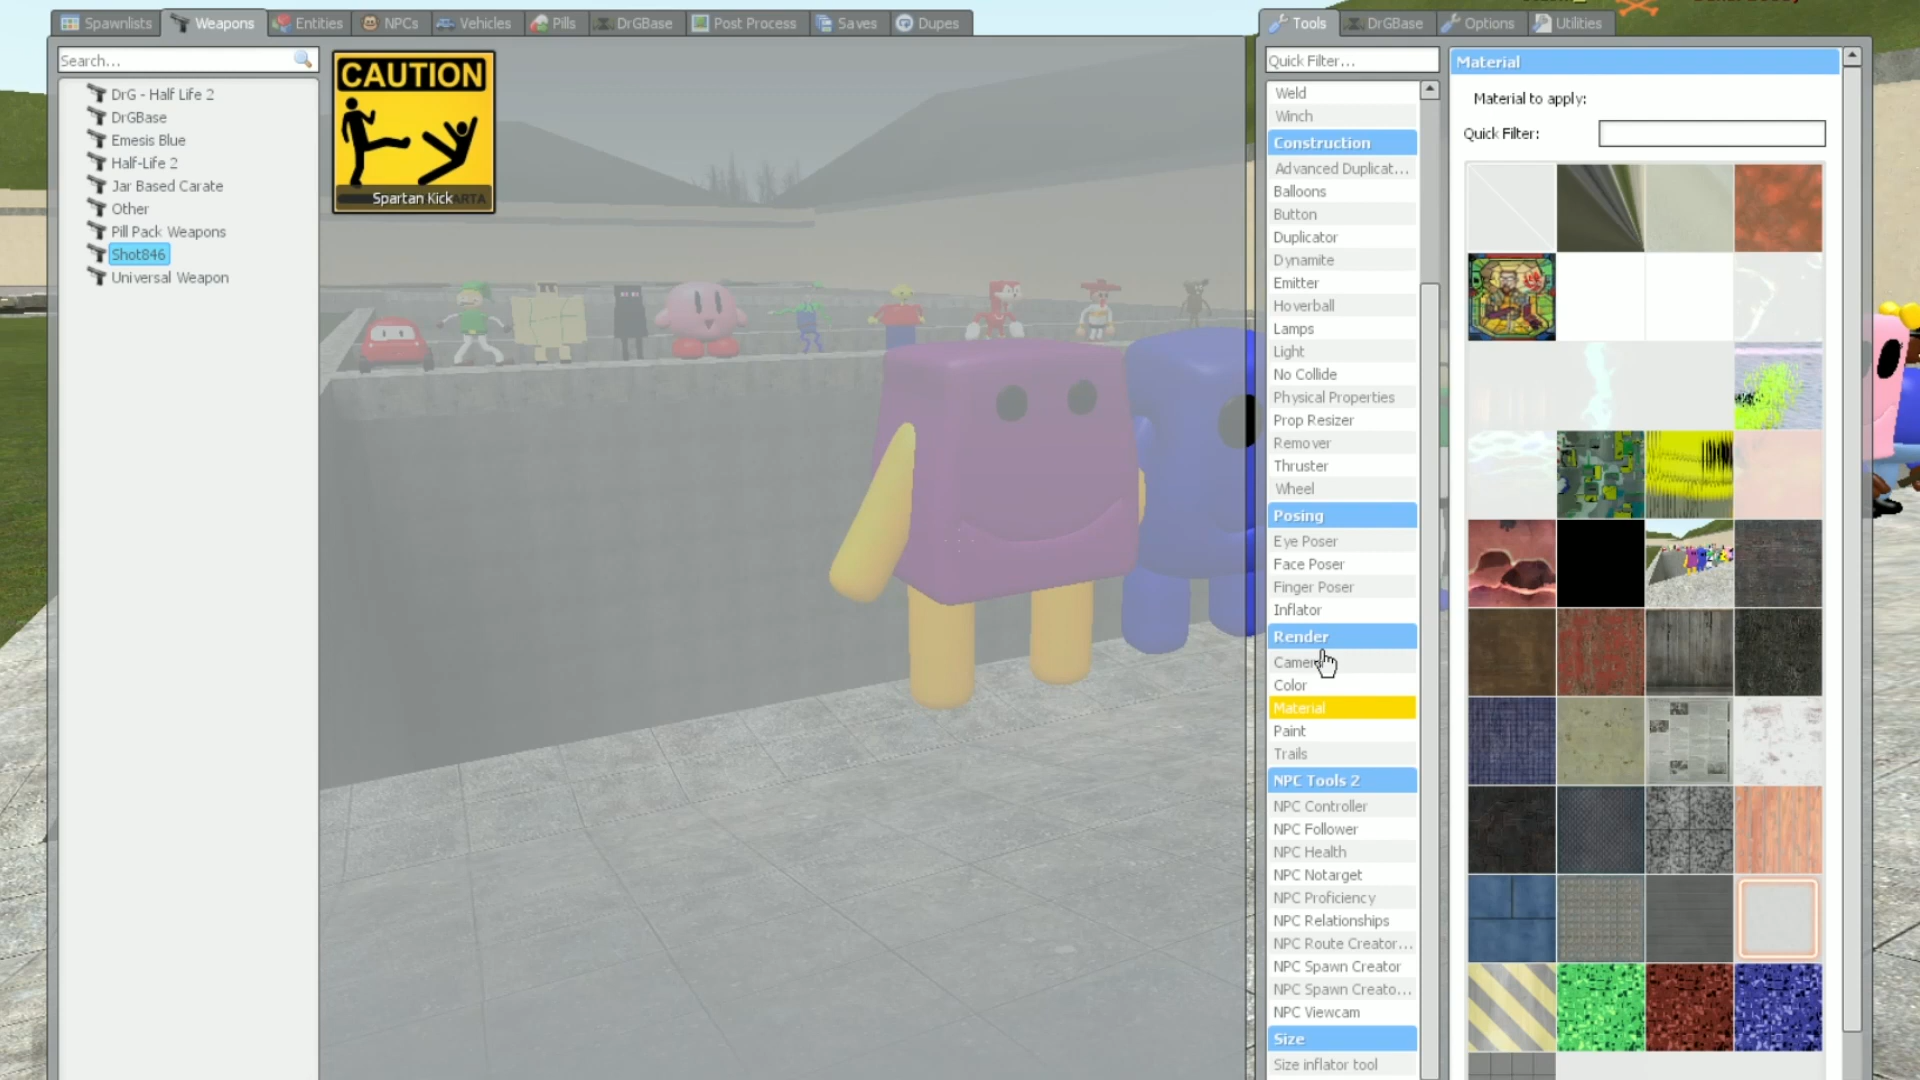 Spawnlists Weapons Entities NPCs Vehicles Pills DrGBase Post Process Saves Dupes
Search...
DrG - Half Life 2
DrGBase
Emesis Blue
Half-Life 2
Jar Based Carate
Other
Pill Pack Weapons
Shot846
Universal Weapon
CAUTION
Spartan Kick
Tools DrGBase Options Utilities
Quick Filter...
Weld
Winch
Construction
Advanced Duplicat...
Balloons
Button
Duplicator
Dynamite
Emitter
Hoverball
Lamps
Light
No Collide
Physical Properties
Prop Resizer
Remover
Thruster
Wheel
Posing
Eye Poser
Face Poser
Finger Poser
Inflator
Render
Color
Material
Paint
Trails
NPC Tools 2
NPC Controller
NPC Follower
NPC Health
NPC Notarget
NPC Proficiency
NPC Relationships
NPC Route Creator...
NPC Spawn Creator
NPC Spawn Creato...
NPC Viewcam
Size
Size inflator tool
Material
Material to apply:
Quick Filter: